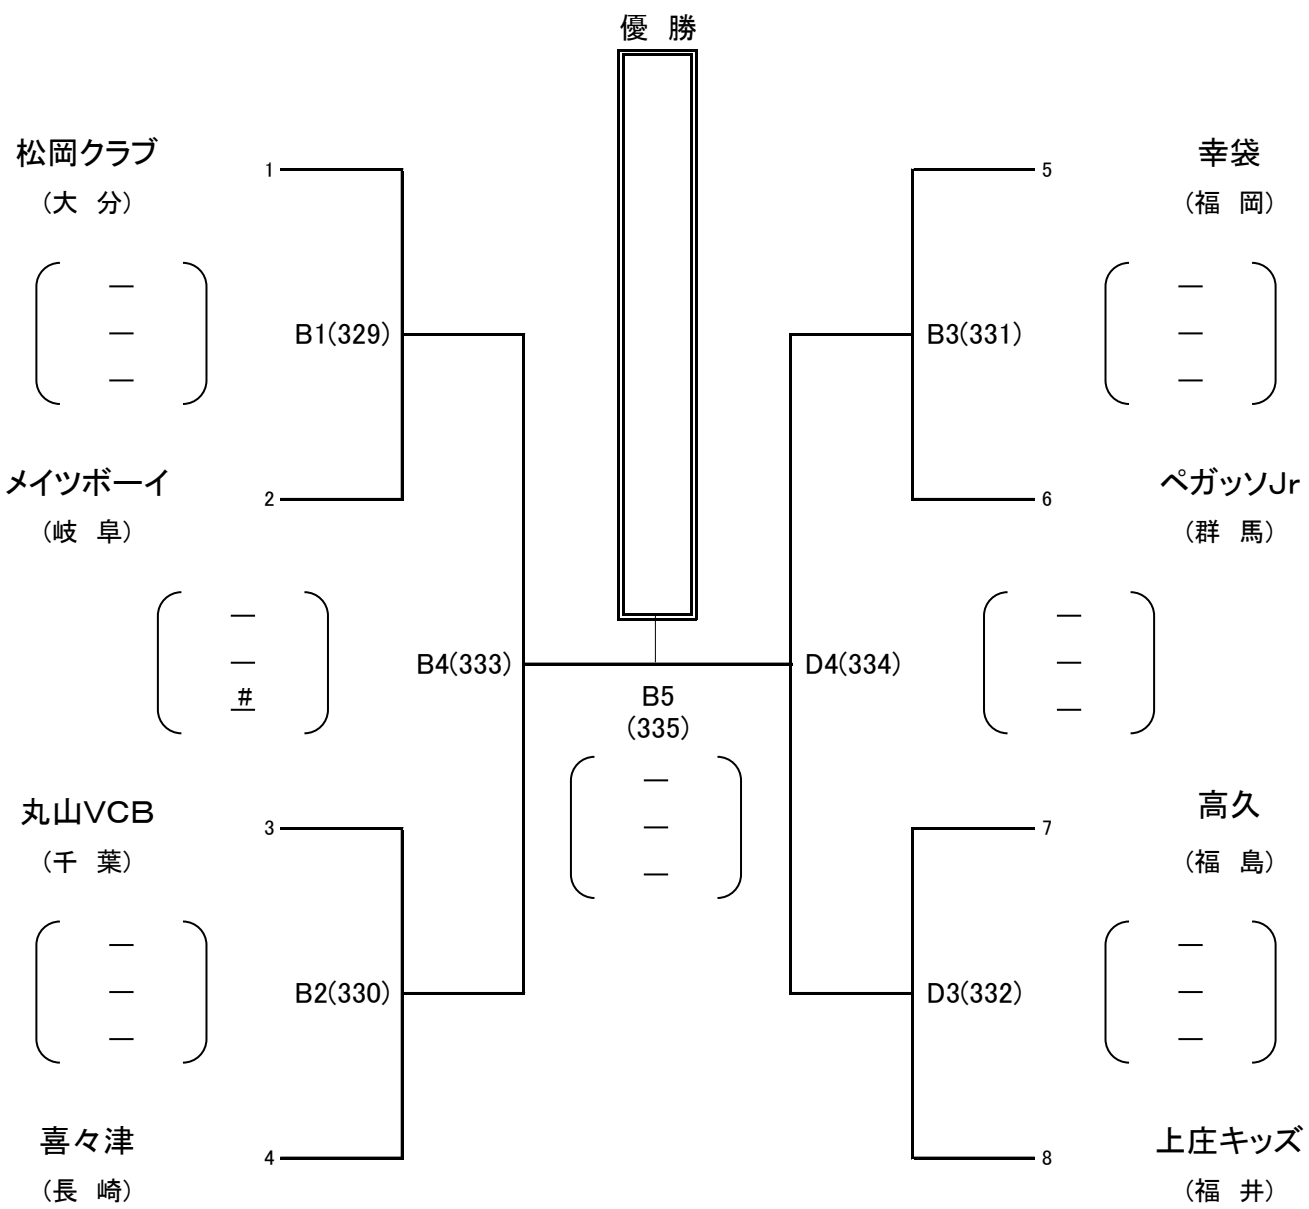 優 勝
松岡クラブ
(大 分)
1
B1(329)
―
―
―
メイツボーイ
(岐 阜)
2
B4(333)
―
―
#
―
丸山VCB
(千 葉)
3
B2(330)
―
―
―
喜々津
(長 崎)
4
B5
(335)
―
―
―
幸袋
(福 岡)
5
B3(331)
―
―
―
ペガッソJr
(群 馬)
6
D4(334)
―
―
―
高久
(福 島)
7
D3(332)
―
―
―
上庄キッズ
(福 井)
8